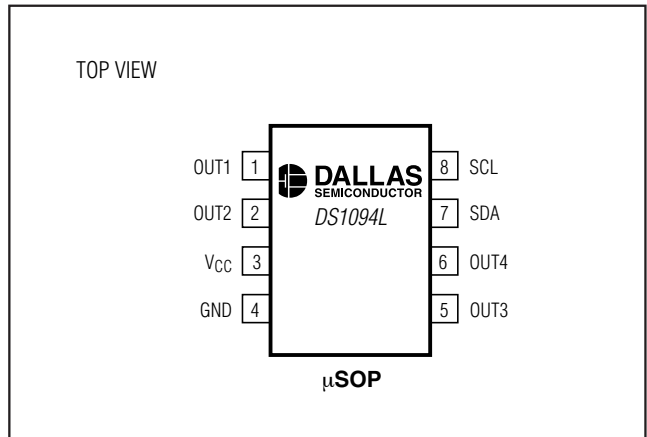 TOP VIEW
OUT1 1
OUT2 2
VCC 3
GND 4
DALLAS
SEMICONDUCTOR
DS1094L
8 SCL
7 SDA
6 OUT4
5 OUT3
µSOP